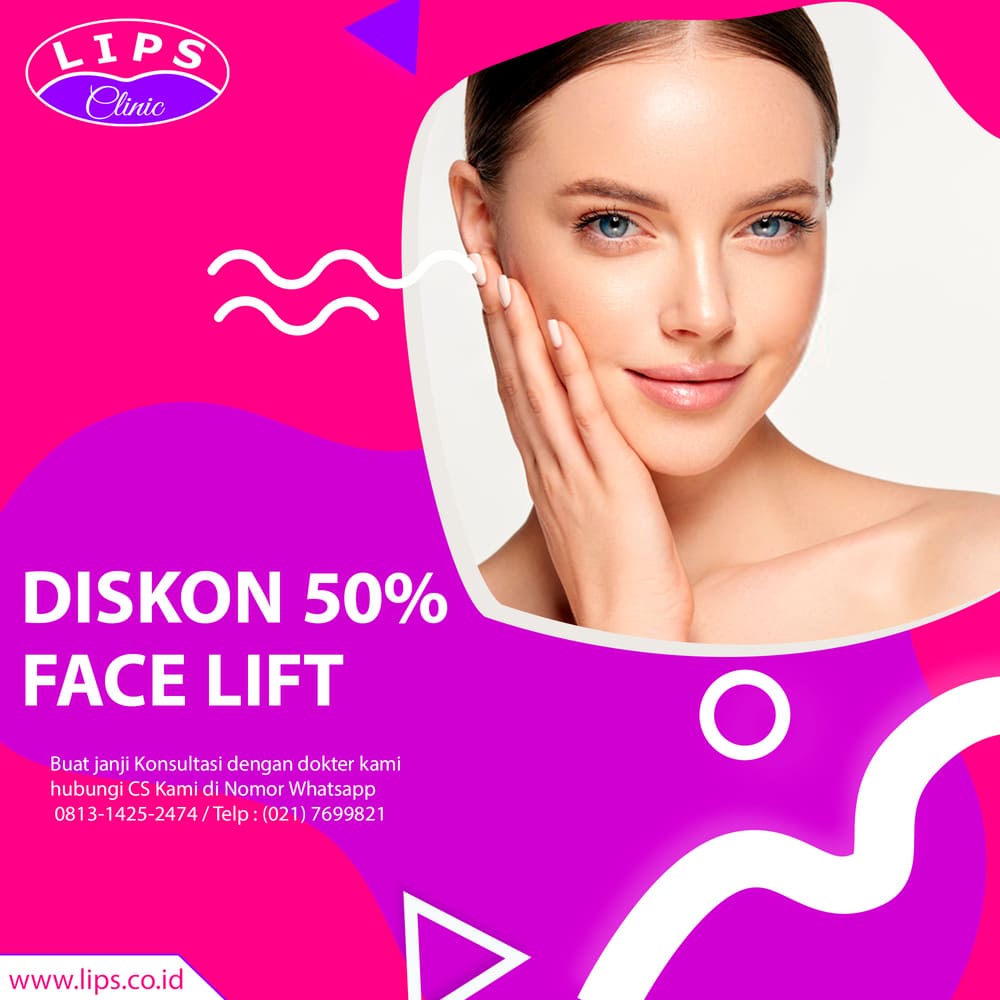 LIPS
Clinic
DISKON 50%
FACE LIFT
Buat janji Konsultasi dengan dokter kami
hubungi CS Kami di Nomor Whatsapp
0813-1425-2474 / Telp : (021) 7699821
www.lips.co.id